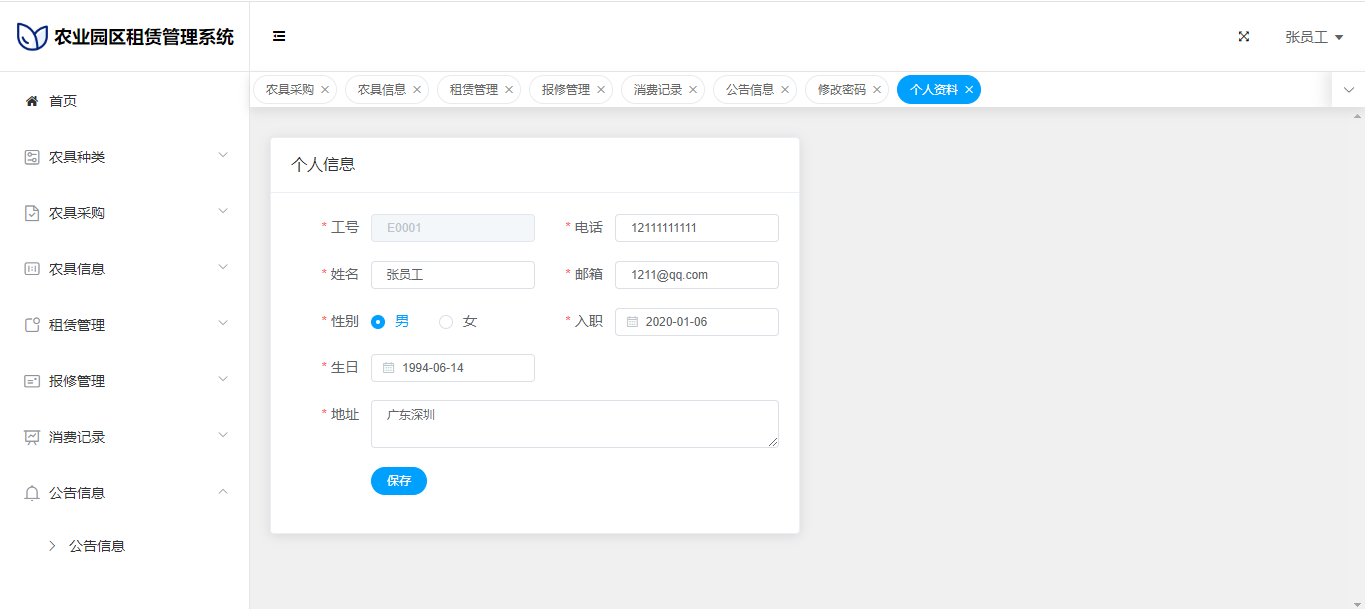 农业园区租赁管理系统
张员工
首页
农具种类
农具采购
农具信息
租赁管理
报修管理
消费记录
公告信息
公告信息
农具采购 农具信息 租赁管理 报修管理 消费记录 公告信息 修改密码 个人资料
个人信息
* 工号 E0001 * 电话 12111111111
* 姓名 张员工 * 邮箱 1211@qq.com
* 性别 男 女 * 入职 2020-01-06
* 生日 1994-06-14
* 地址 广东深圳
保存